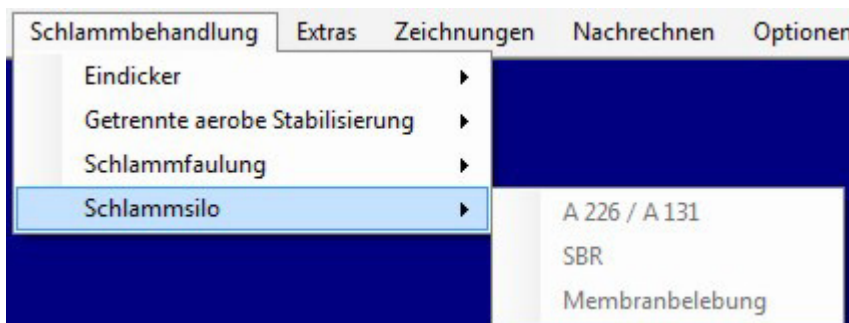 Schlammbehandlung Extras Zeichnungen Nachrechnen Optionen
Eindicker
Getrennte aerobe Stabilisierung
Schlammfaulung
Schlammsilo
A 226 / A 131
SBR
Membranbelebung